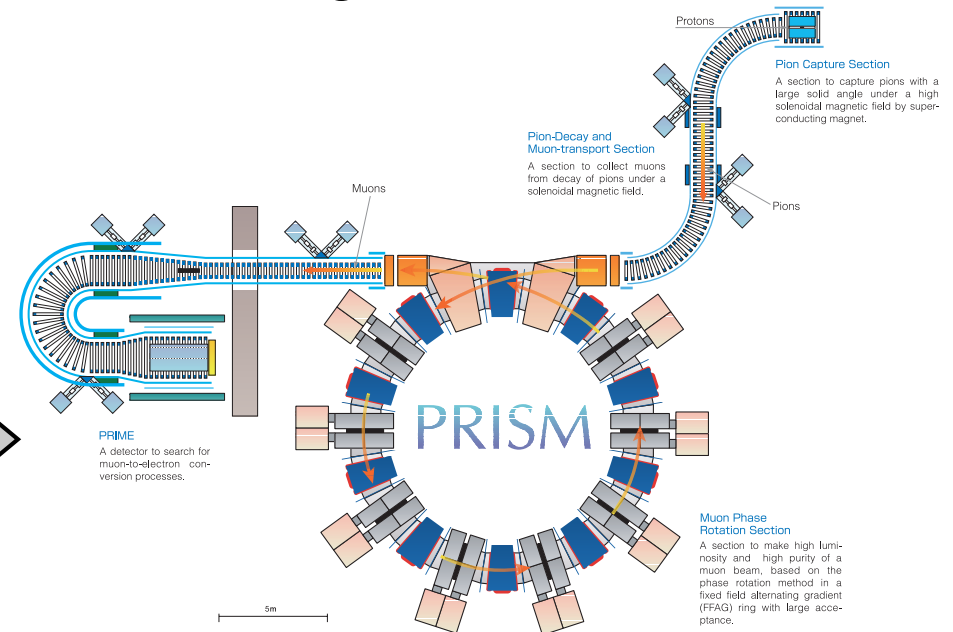 Protons
Pion Capture Section
A section to capture pions with a
large solid angle under a high
solenoidal magnetic field by super-
conducting magnet.
Pion-Decay and
Muon-transport Section
A section to collect muons
from decay of pions under a
solenoidal magnetic field.
Muons
Pions
PRISM
PRIME
A detector to search for
muon-to-electron con-
version processes.
Muon Phase
Rotation Section
A section to make high lumi-
nosity and high purity of a
muon beam, based on the
phase rotation method in a
fixed field alternating gradient
(FFAG) ring with large acce-
ptance.
5m